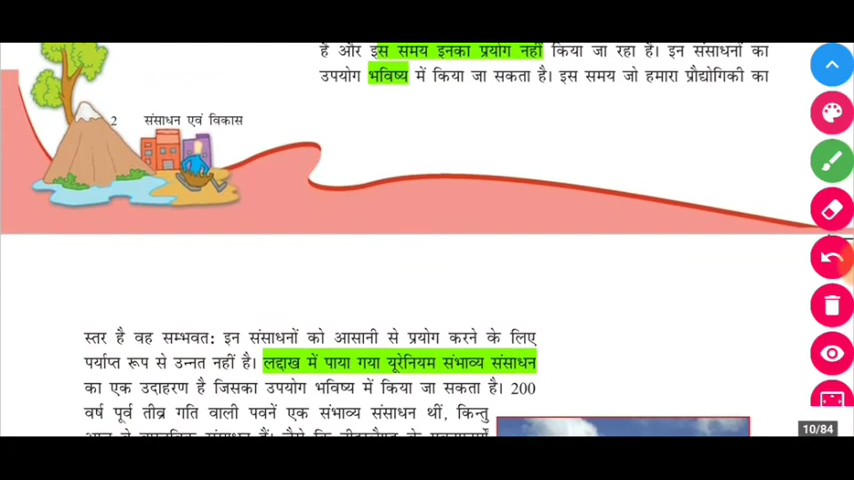 है और इस समय इनका प्रयोग नहीं किया जा रहा है। इन संसाधनों का
उपयोग भविष्य में किया जा सकता है। इस समय जो हमारा प्रौद्योगिकी का
2 संसाधन एवं विकास
स्तर है वह सम्भवत: इन संसाधनों को आसानी से प्रयोग करने के लिए
पर्याप्त रूप से उन्नत नहीं है। लद्दाख में पाया गया यूरेनियम संभाव्य संसाधन
का एक उदाहरण है जिसका उपयोग भविष्य में किया जा सकता है। 200
वर्ष पूर्व तीव्र गति वाली पवनें एक संभाव्य संसाधन थीं, किन्तु
10/84